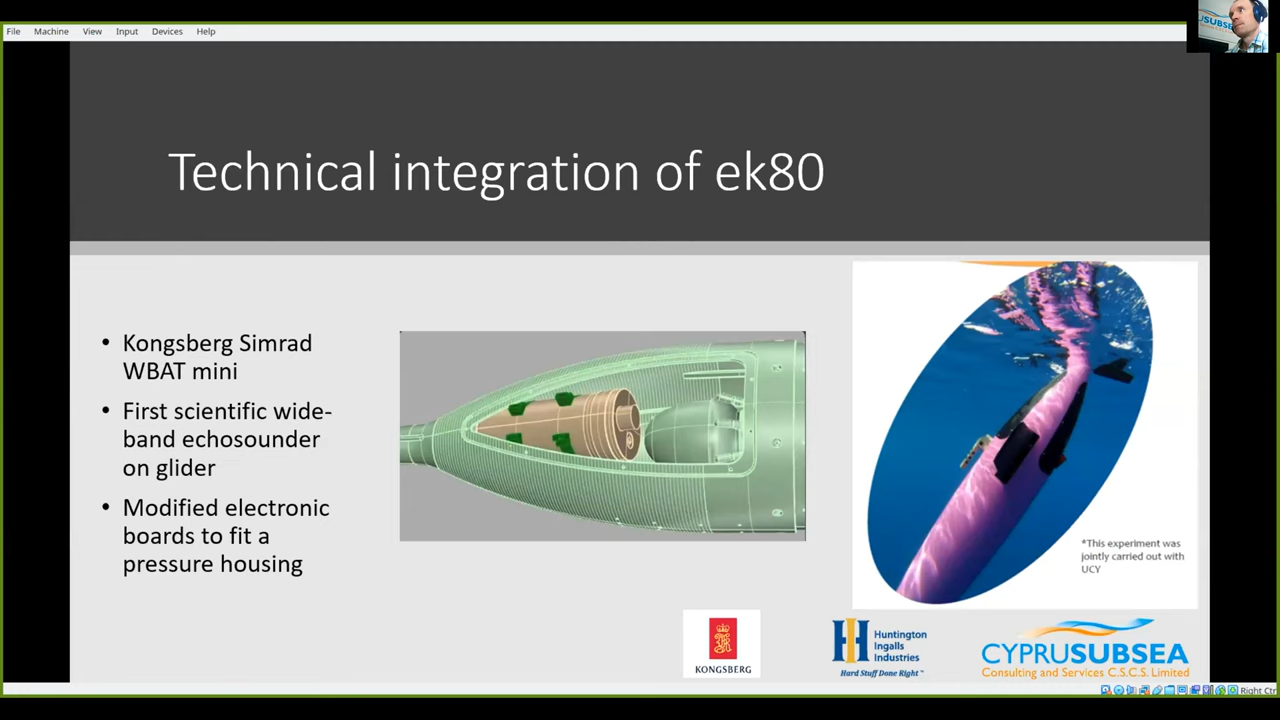 File Machine View Input Devices Help
USUBSEA
Technical integration of ek80
• Kongsberg Simrad
WBAT mini
• First scientific wide-
band echosounder
on glider
• Modified electronic
boards to fit a
pressure housing
*This experiment was
jointly carried out with
UCY
KONGSBERG
Huntington
Ingalls
Industries
Hard Stuff Done Right™
CYPRUSUBSEA
Consulting and Services C.S.C.S. Limited
Right Ctr